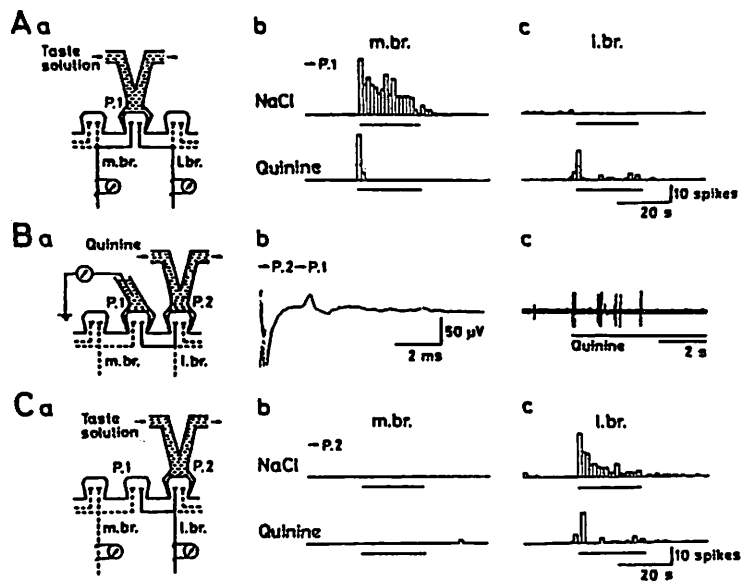 A a b m.br. c l.br.
Taste solution →P.1
P.1 NaCl
m.br. l.br. Quinine
10 spikes
20 s
B a Quinine b c
→P.2→P.1
P.1 P.2
50 μV
m.br. l.br. 2 ms Quinine 2 s
C a b m.br. c l.br.
Taste solution →P.2
P.1 P.2 NaCl
m.br. l.br. Quinine
10 spikes
20 s